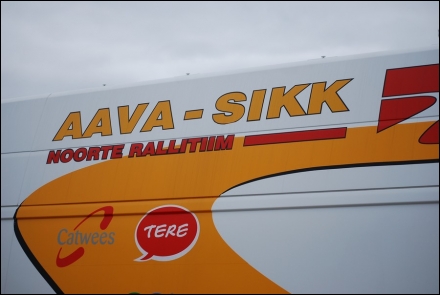 AAVA - SIKK
NOORTE RALLITIIM
Catwees
TERE